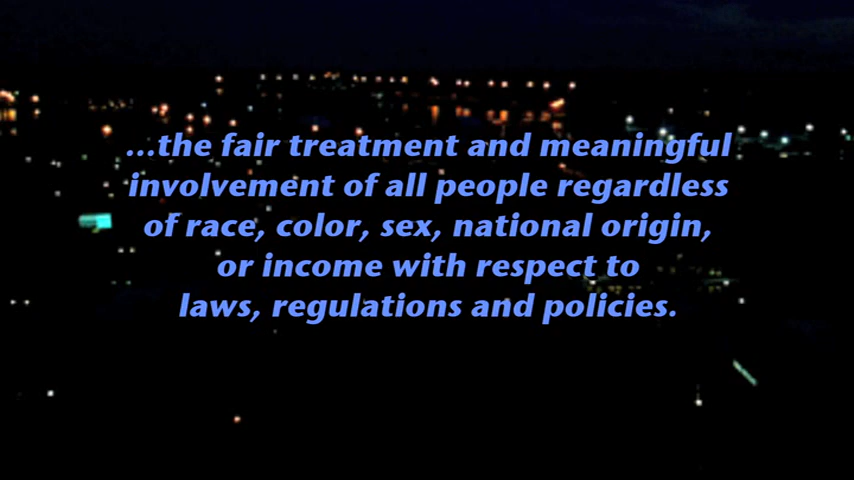 ...the fair treatment and meaningful
involvement of all people regardless
of race, color, sex, national origin,
or income with respect to
laws, regulations and policies.